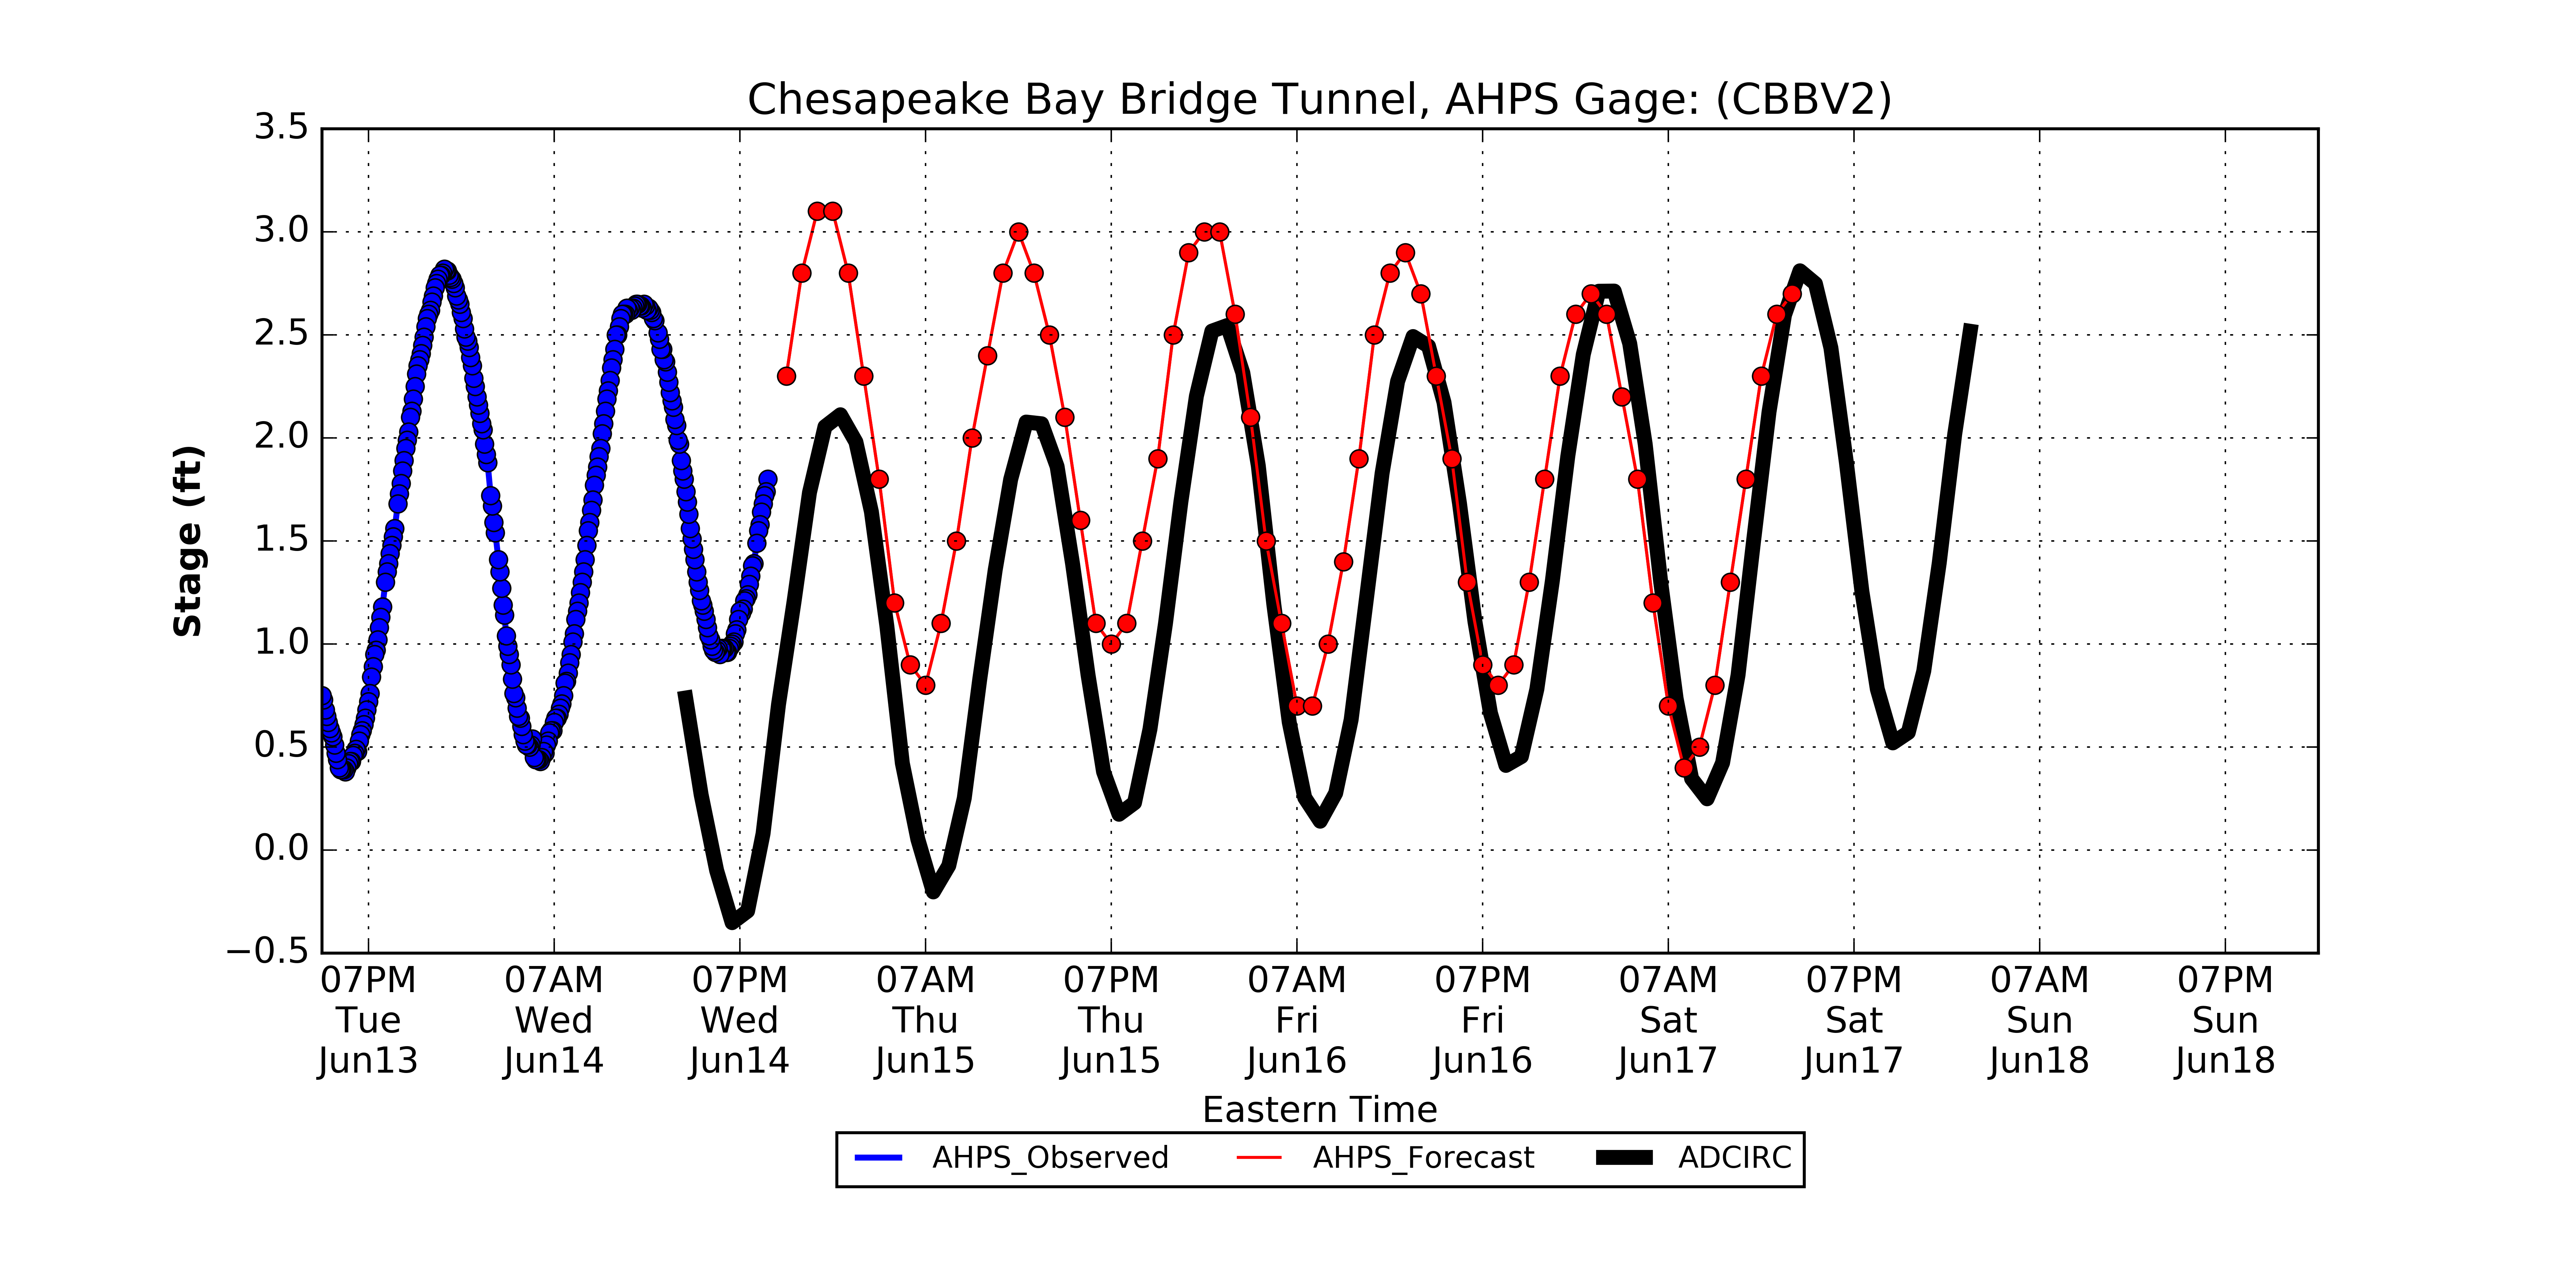 Chesapeake Bay Bridge Tunnel, AHPS Gage: (CBBV2)
3.5
3.0
2.5
2.0
1.5
1.0
0.5
0.0
−0.5
Stage (ft)
07PM 07AM 07PM 07AM 07PM 07AM 07PM 07AM 07PM 07AM 07PM
Tue Wed Wed Thu Thu Fri Fri Sat Sat Sun Sun
Jun13 Jun14 Jun14 Jun15 Jun15 Jun16 Jun16 Jun17 Jun17 Jun18 Jun18
Eastern Time
AHPS_Observed AHPS_Forecast ADCIRC